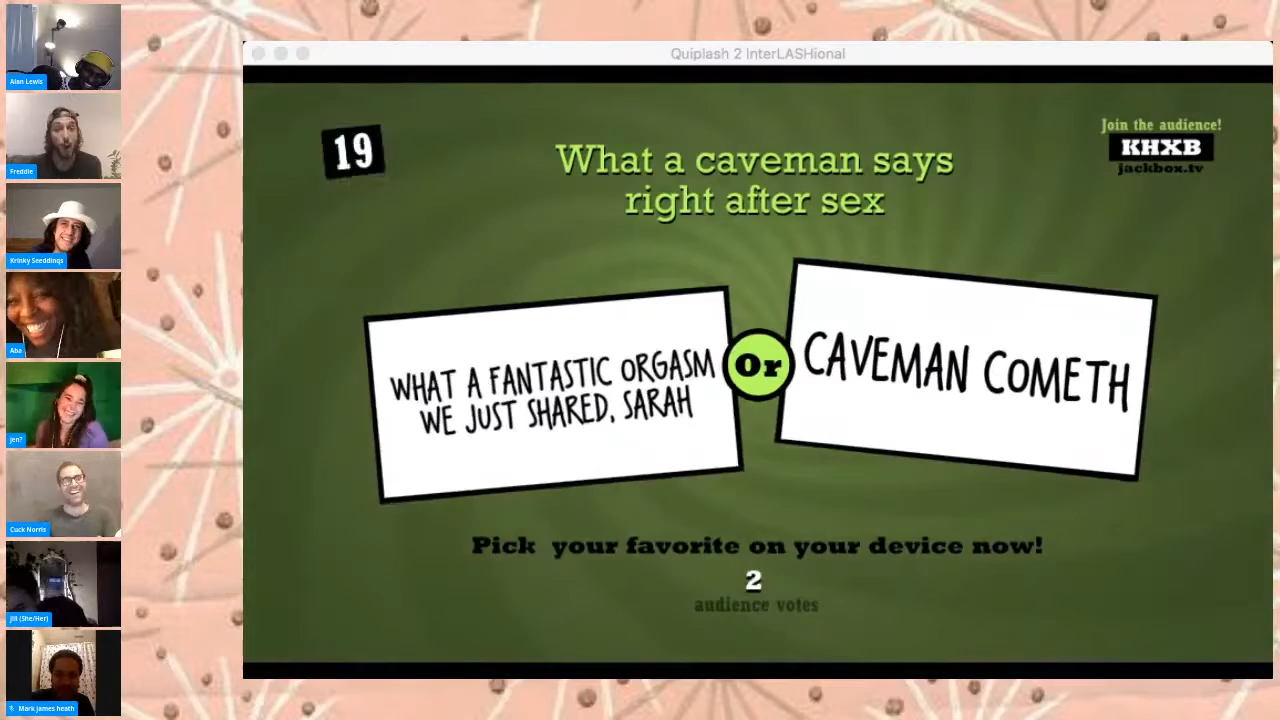 Quiplash 2 InterLASHional
19
What a caveman says
right after sex
Join the audience!
KHXB
jackbox.tv
WHAT A FANTASTIC ORGASM
WE JUST SHARED, SARAH
Or
CAVEMAN COMETH
Pick your favorite on your device now!
2
audience votes
Alan Lewis
Freddie
Krinky Seeddings
Aba
jen?
Cuck Norris
Jill (She/Her)
Mark james heath